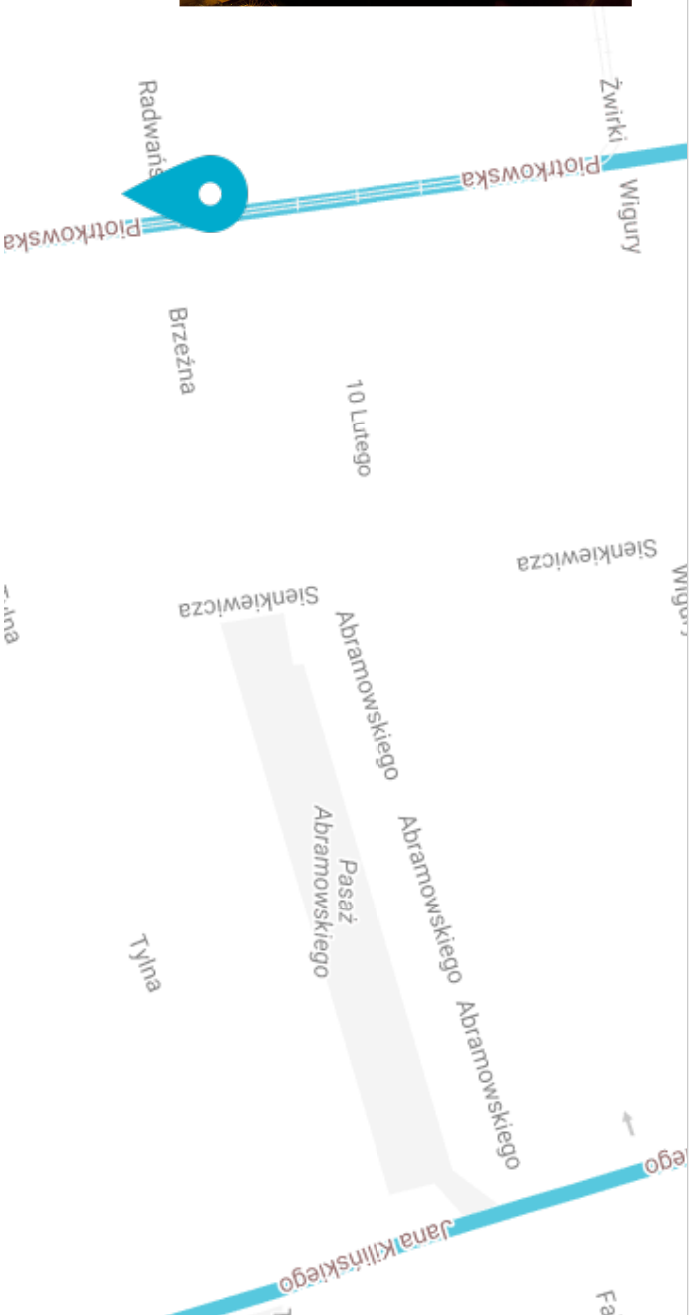 Żwirki
Radwańs
Piotrkowska
Wigury
Piotrkowska
Brzeźna
10 Lutego
Sienkiewicza
Sienkiewicza
Abramowskiego
Pasaż
Abramowskiego
Abramowskiego
Tylna
Abramowskiego
Jana Kilińskiego